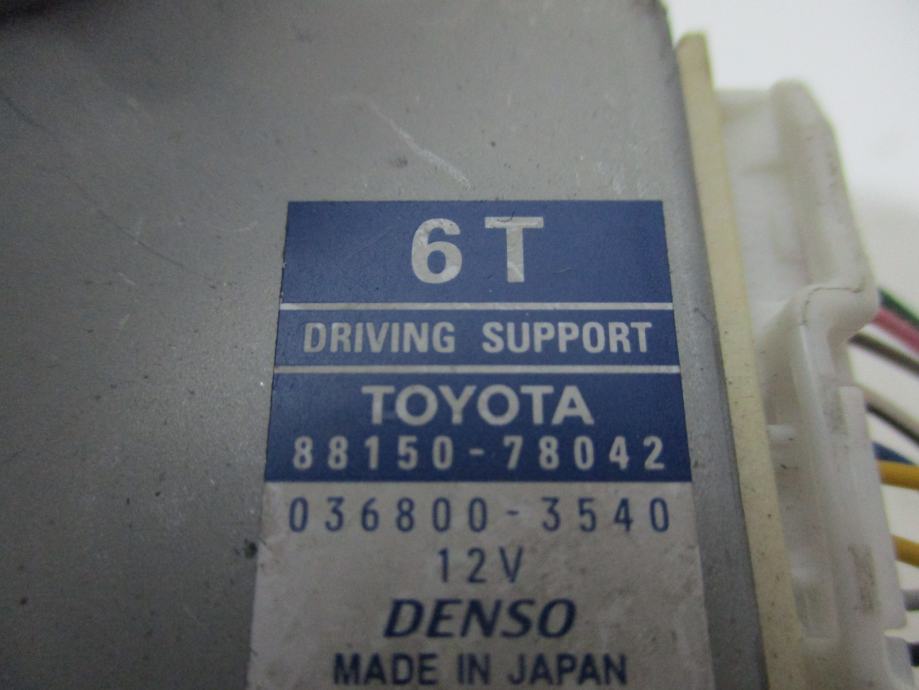 6T
DRIVING SUPPORT
TOYOTA
88150-78042
036800-3540
12V
DENSO
MADE IN JAPAN